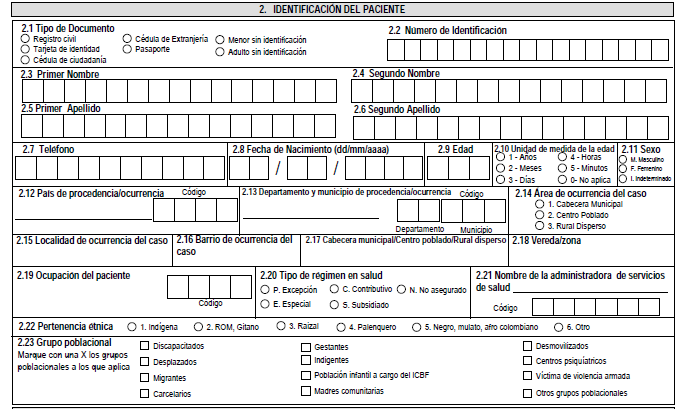 2. IDENTIFICACIÓN DEL PACIENTE
2.1 Tipo de Documento
Registro civil
Tarjeta de identidad
Cédula de ciudadanía
Cédula de Extranjería
Pasaporte
Menor sin identificación
Adulto sin identificación
2.2 Número de Identificación
2.3 Primer Nombre
2.4 Segundo Nombre
2.5 Primer Apellido
2.6 Segundo Apellido
2.7 Teléfono
2.8 Fecha de Nacimiento (dd/mm/aaaa)
/ /
2.9 Edad
2.10 Unidad de medida de la edad
1 - Años
2 - Meses
3 - Días
4 - Horas
5 - Minutos
0- No aplica
2.11 Sexo
M. Masculino
F. Femenino
I. Indeterminado
2.12 País de procedencia/ocurrencia
Código
2.13 Departamento y municipio de procedencia/ocurrencia
Código
Departamento
Municipio
2.14 Área de ocurrencia del caso
1. Cabecera Municipal
2. Centro Poblado
3. Rural Disperso
2.15 Localidad de ocurrencia del caso
2.16 Barrio de ocurrencia del
caso
2.17 Cabecera municipal/Centro poblado/Rural disperso
2.18 Vereda/zona
2.19 Ocupación del paciente
Código
2.20 Tipo de régimen en salud
P. Excepción
E. Especial
C. Contributivo
S. Subsidiado
N. No asegurado
2.21 Nombre de la administradora de servicios
de salud
Código
2.22 Pertenencia étnica
1. Indígena
2. ROM, Gitano
3. Raizal
4. Palenquero
5. Negro, mulato, afro colombiano
6. Otro
2.23 Grupo poblacional
Marque con una X los grupos
poblacionales a los que aplica
Discapacitados
Desplazados
Migrantes
Carcelarios
Gestantes
Indigentes
Población infantil a cargo del ICBF
Madres comunitarias
Desmovilizados
Centros psiquiátricos
Víctima de violencia armada
Otros grupos poblacionales